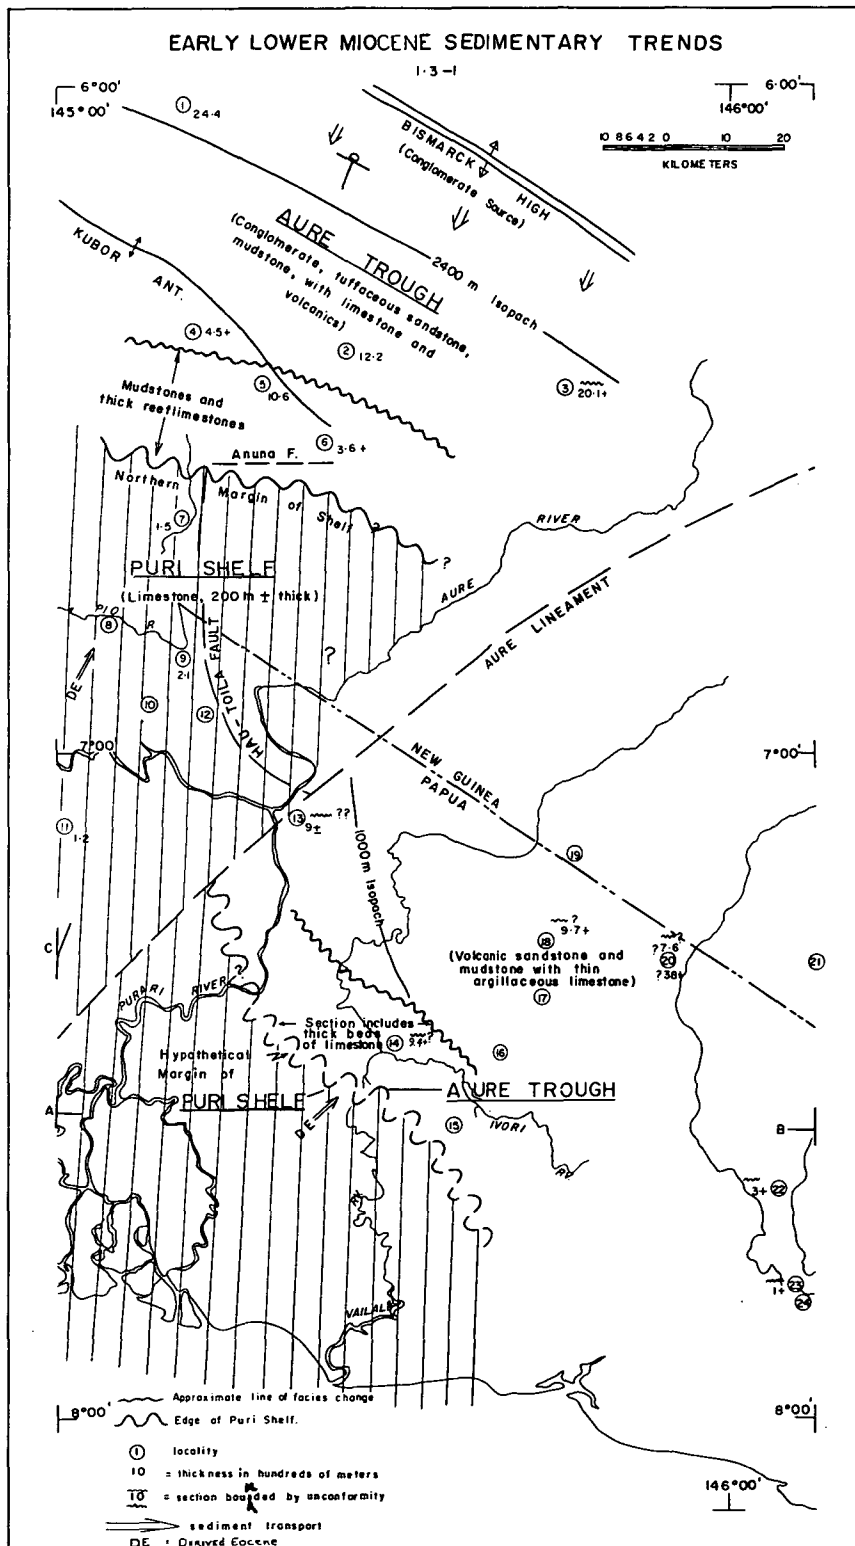 EARLY LOWER MIOCENE SEDIMENTARY TRENDS
1·3-1
6°00'
145°00'
6·00'
146°00'
10 8 6 4 2 0 10 20
KILOMETERS
1 24·4
BISMARCK HIGH
(Conglomerate Source)
AURE TROUGH
(Conglomerate, tuffaceous sandstone,
mudstone, with limestone and
volcanics)
2400 m Isopach
KUBOR ANT.
4 4·5+
2 12·2
5 10·6
3 20·1+
6 3·6+
Mudstones and
thick reef limestones
Anuna F.
Northern Margin of Shelf ?
?
7
1·5
PURI SHELF
(Limestone, 200 m ± thick)
AURE RIVER
AURE LINEAMENT
PIO R
8
DE
9
2·1
10
12
HAU-TOILA FAULT
?
7°00'
7°00'
NEW GUINEA
PAPUA
11 1·2
13 ??
9±
1000 m Isopach
19
?
9·7+
18
(Volcanic sandstone and
mudstone with thin
argillaceous limestone)
17
?
?7·6
20
?38+
21
C
PURARI RIVER
?
Section includes
thick beds
of limestone
14 9·4+?
16
Hypothetical
Margin of
PURI SHELF
AURE TROUGH
DE
15
IVORI
R.
A
B
R.
3+ 22
1+ 23
24
VAILALA
Approximate line of facies change
Edge of Puri Shelf.
8°00'
8°00'
1 locality
10 = thickness in hundreds of meters
10 = section bounded by unconformity
sediment transport
DE : DERIVED EOCENE
146°00'